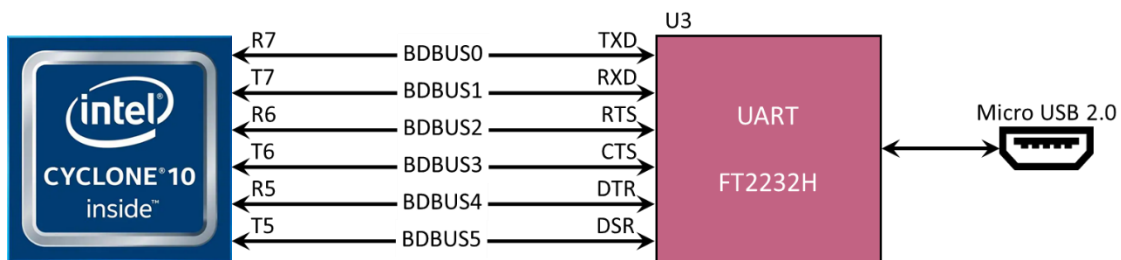 U3
R7 BDBUS0 TXD
T7 BDBUS1 RXD
R6 BDBUS2 RTS
T6 BDBUS3 CTS
R5 BDBUS4 DTR
T5 BDBUS5 DSR
intel®
CYCLONE® 10
inside™
UART
FT2232H
Micro USB 2.0